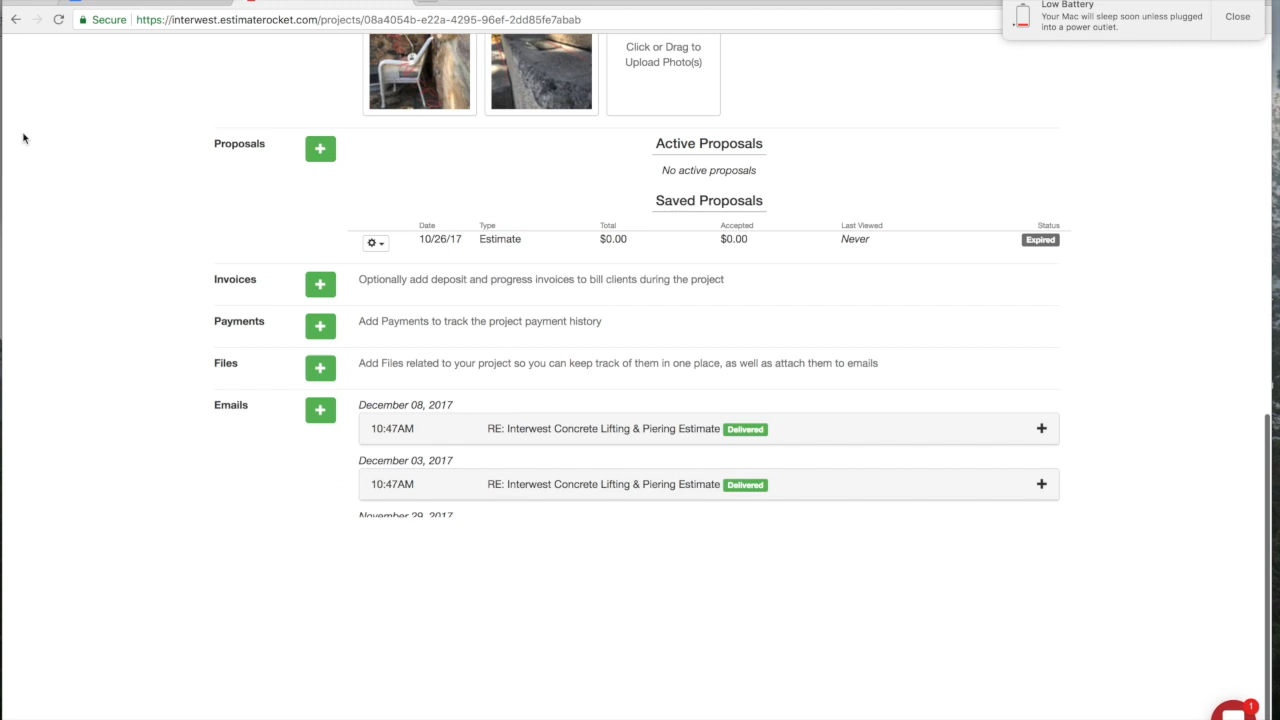 Low Battery
Secure https://interwest.estimaterocket.com/projects/08a4054b-e22a-4295-96ef-2dd85fe7abab
Your Mac will sleep soon unless plugged
into a power outlet.
Close
Click or Drag to
Upload Photo(s)
Proposals
Active Proposals
No active proposals
Saved Proposals
Date Type Total Accepted Last Viewed Status
10/26/17 Estimate $0.00 $0.00 Never Expired
Invoices Optionally add deposit and progress invoices to bill clients during the project
Payments Add Payments to track the project payment history
Files Add Files related to your project so you can keep track of them in one place, as well as attach them to emails
Emails December 08, 2017
10:47AM RE: Interwest Concrete Lifting & Piering Estimate Delivered
December 03, 2017
10:47AM RE: Interwest Concrete Lifting & Piering Estimate Delivered
November 29, 2017
1